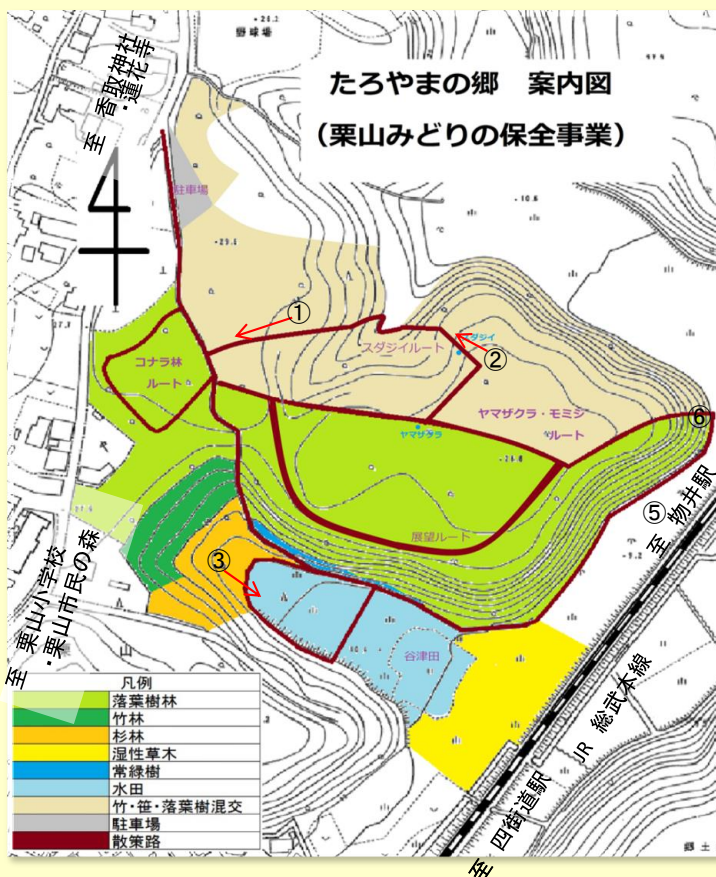 野球場
たろやまの郷 案内図
(栗山みどりの保全事業)
至 香取神社
・蓮花寺
駐車場
①
コナラ林
ルート
スダジイルート
スダジイ
②
ヤマザクラ・モミジ
ルート
ヤマザクラ
⑥
展望ルート
⑤
至 物井駅
③
谷津田
至 栗山小学校
・栗山市民の森
山
JR 総武本線
至 四街道駅
凡例
落葉樹林
竹林
杉林
湿性草木
常緑樹
水田
竹・笹・落葉樹混交
駐車場
散策路
郷土